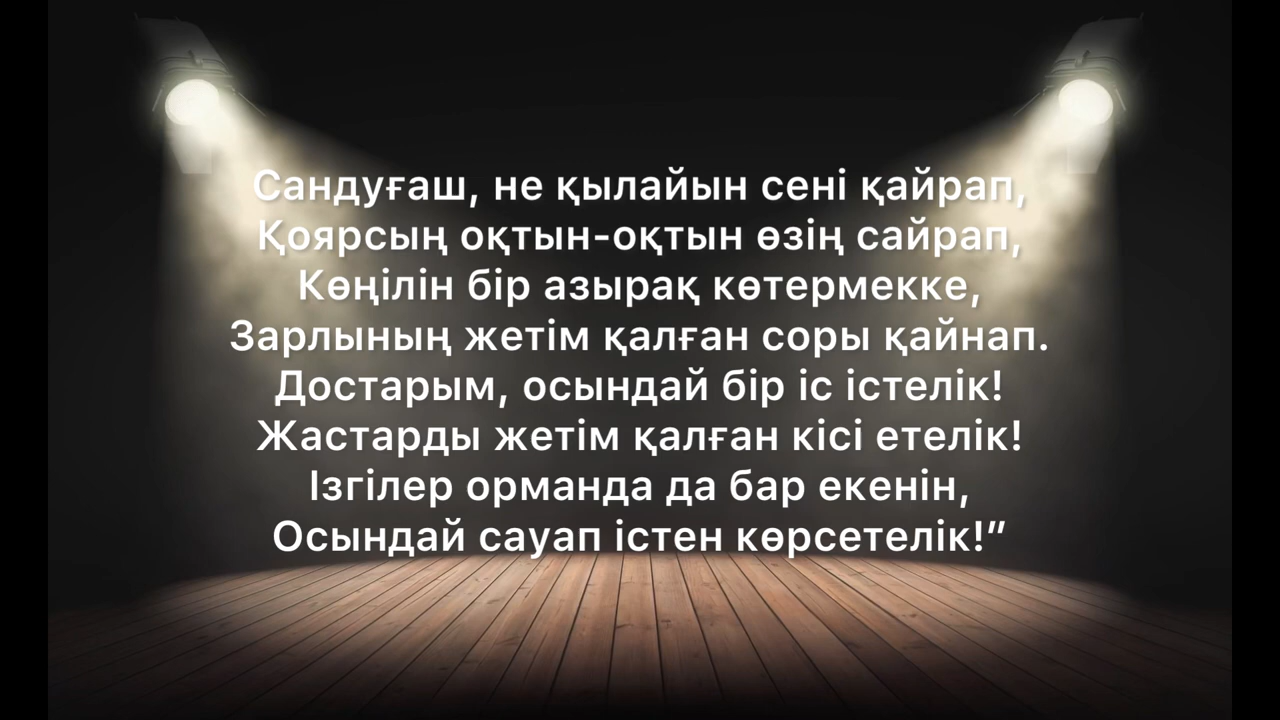 Сандуғаш, не қылайын сені қайрап,
Қоярсың оқтын-оқтын өзің сайрап,
Көңілін бір азырақ көтермекке,
Зарлының жетім қалған соры қайнап.
Достарым, осындай бір іс істелік!
Жастарды жетім қалған кісі етелік!
Ізгілер орманда да бар екенін,
Осындай сауап істен көрсетелік!”